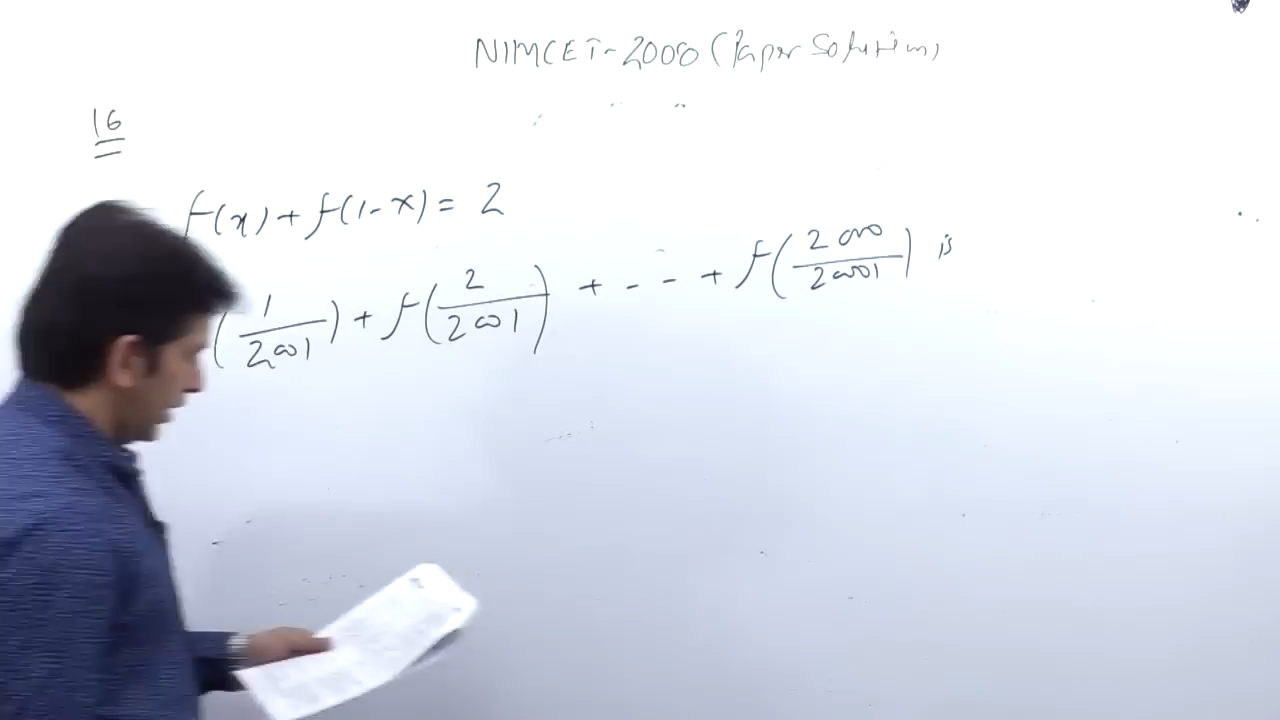 NIMCET-2008 (Paper Solution)
16
f(x) + f(1-x) = 2
(1/2001) + f(2/2001) + - - + f(2000/2001) is